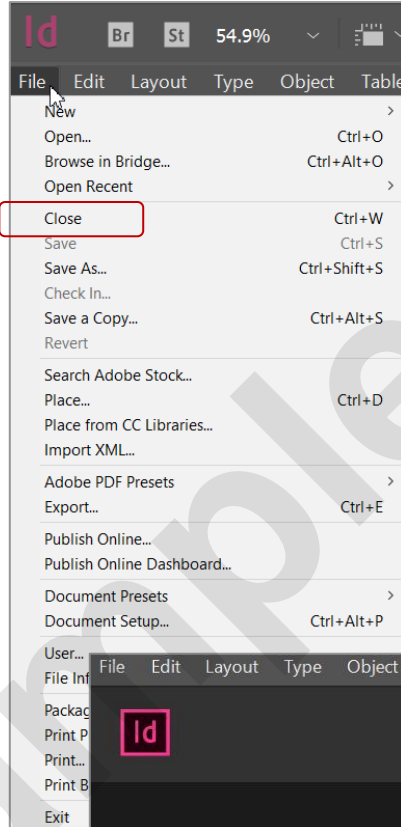 Id Br St 54.9%
File Edit Layout Type Object
New >
Open... Ctrl+O
Browse in Bridge... Ctrl+Alt+O
Open Recent >
Close Ctrl+W
Save Ctrl+S
Save As... Ctrl+Shift+S
Check In...
Save a Copy... Ctrl+Alt+S
Revert
Search Adobe Stock...
Place... Ctrl+D
Place from CC Libraries...
Import XML...
Adobe PDF Presets >
Export... Ctrl+E
Publish Online...
Publish Online Dashboard...
Document Presets >
Document Setup... Ctrl+Alt+P
User...
File Inf
Packag
Print P
Print...
Print B
Exit
File Edit Layout Type Object
Id